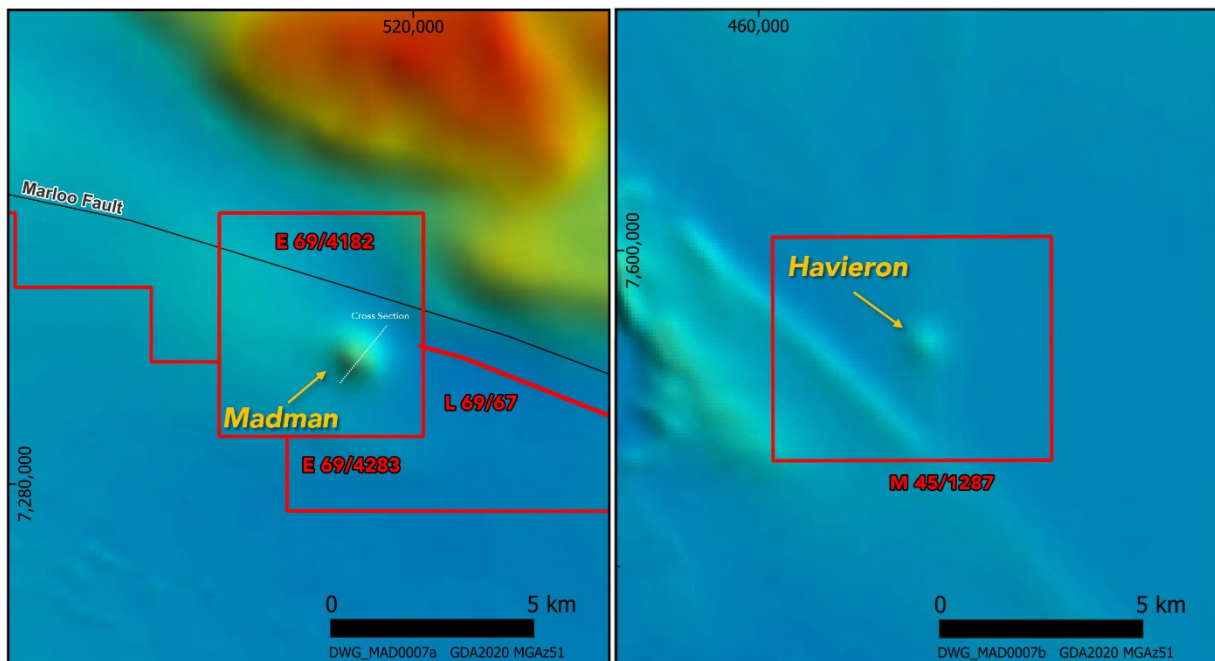 520,000
Marloo Fault
E 69/4182
Cross Section
Madman
L 69/67
E 69/4283
7,280,000
0 5 km
DWG_MAD0007a GDA2020 MGAz51
460,000
7,600,000
Havieron
M 45/1287
0 5 km
DWG_MAD0007b GDA2020 MGAz51